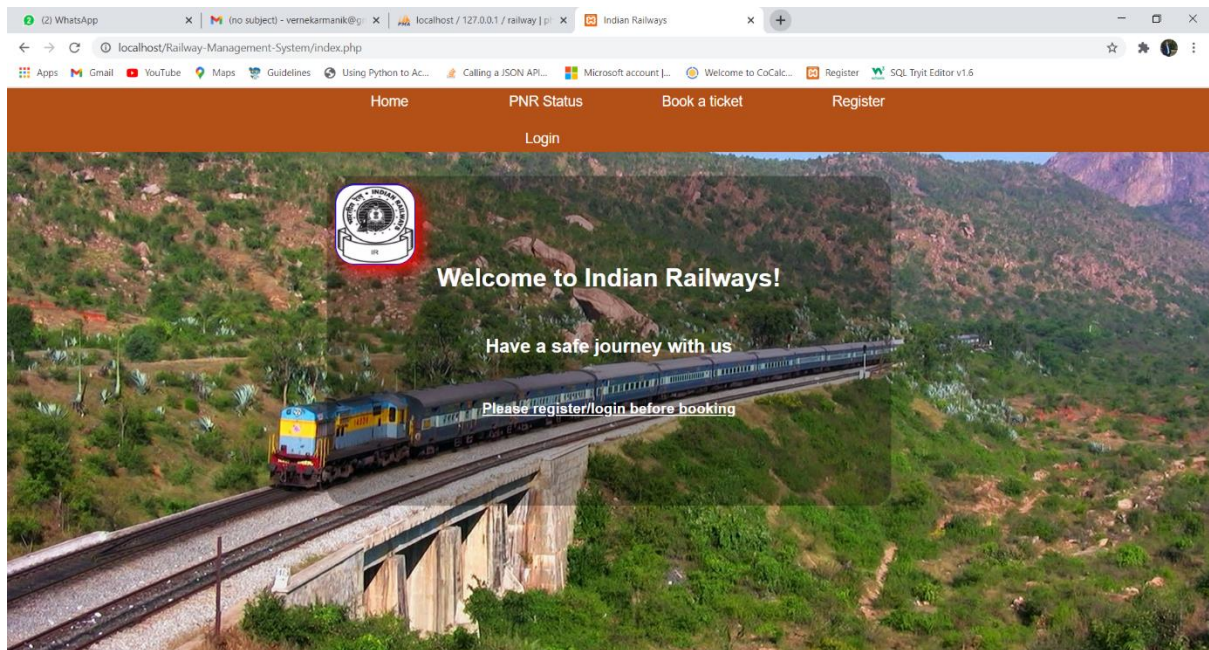 (2) WhatsApp
(no subject) - vernekarmanik@g
localhost / 127.0.0.1 / railway | p
Indian Railways
localhost/Railway-Management-System/index.php
Apps Gmail YouTube Maps Guidelines Using Python to Ac... Calling a JSON API... Microsoft account |... Welcome to CoCalc... Register SQL Tryit Editor v1.6
Home PNR Status Book a ticket Register
Login
INDIAN RAILWAYS
IR
Welcome to Indian Railways!
Have a safe journey with us
Please register/login before booking